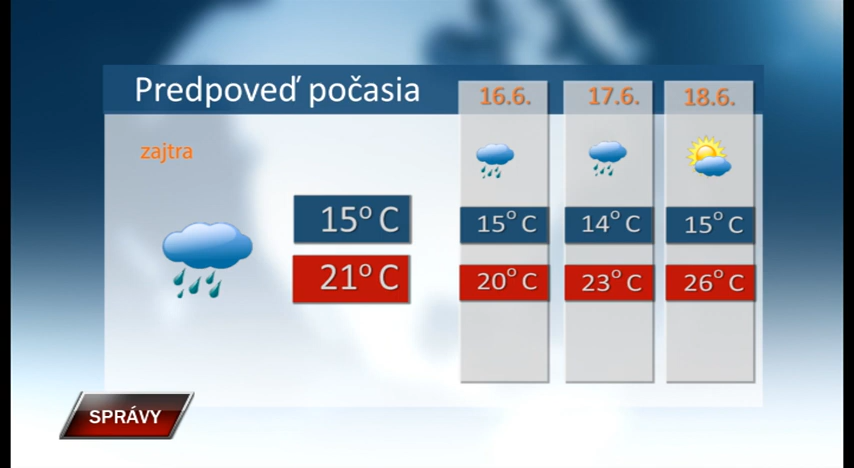 Predpoveď počasia
zajtra
15° C
21° C
16.6.
15° C
20° C
17.6.
14° C
23° C
18.6.
15° C
26° C
SPRÁVY